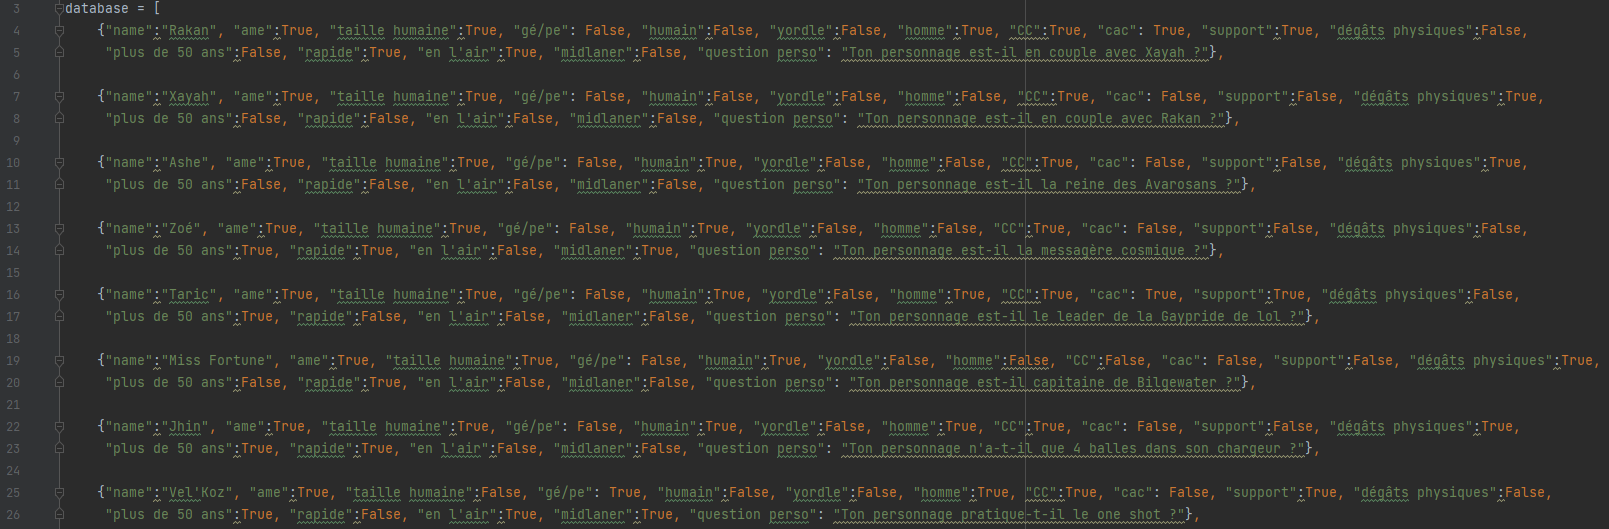 3 database = [
4 {"name":"Rakan", "ame":True, "taille humaine":True, "gé/pe": False, "humain":False, "yordle":False, "homme":True, "CC":True, "cac": True, "support":True, "dégâts physiques":False,
5 "plus de 50 ans":False, "rapide":True, "en l'air":True, "midlaner":False, "question perso": "Ton personnage est-il en couple avec Xayah ?"},
6
7 {"name":"Xayah", "ame":True, "taille humaine":True, "gé/pe": False, "humain":False, "yordle":False, "homme":False, "CC":True, "cac": False, "support":False, "dégâts physiques":True,
8 "plus de 50 ans":False, "rapide":False, "en l'air":False, "midlaner":False, "question perso": "Ton personnage est-il en couple avec Rakan ?"},
9
10 {"name":"Ashe", "ame":True, "taille humaine":True, "gé/pe": False, "humain":True, "yordle":False, "homme":False, "CC":True, "cac": False, "support":False, "dégâts physiques":True,
11 "plus de 50 ans":False, "rapide":False, "en l'air":False, "midlaner":False, "question perso": "Ton personnage est-il la reine des Avarosans ?"},
12
13 {"name":"Zoé", "ame":True, "taille humaine":True, "gé/pe": False, "humain":True, "yordle":False, "homme":False, "CC":True, "cac": False, "support":False, "dégâts physiques":False,
14 "plus de 50 ans":True, "rapide":True, "en l'air":False, "midlaner":True, "question perso": "Ton personnage est-il la messagère cosmique ?"},
15
16 {"name":"Taric", "ame":True, "taille humaine":True, "gé/pe": False, "humain":True, "yordle":False, "homme":True, "CC":True, "cac": True, "support":True, "dégâts physiques":False,
17 "plus de 50 ans":True, "rapide":False, "en l'air":False, "midlaner":False, "question perso": "Ton personnage est-il le leader de la Gaypride de lol ?"},
18
19 {"name":"Miss Fortune", "ame":True, "taille humaine":True, "gé/pe": False, "humain":True, "yordle":False, "homme":False, "CC":False, "cac": False, "support":False, "dégâts physiques":True,
20 "plus de 50 ans":False, "rapide":True, "en l'air":False, "midlaner":False, "question perso": "Ton personnage est-il capitaine de Bilgewater ?"},
21
22 {"name":"Jhin", "ame":True, "taille humaine":True, "gé/pe": False, "humain":True, "yordle":False, "homme":True, "CC":True, "cac": False, "support":False, "dégâts physiques":True,
23 "plus de 50 ans":True, "rapide":True, "en l'air":False, "midlaner":False, "question perso": "Ton personnage n'a-t-il que 4 balles dans son chargeur ?"},
24
25 {"name":"Vel'Koz", "ame":True, "taille humaine":False, "gé/pe": True, "humain":False, "yordle":False, "homme":True, "CC":True, "cac": False, "support":True, "dégâts physiques":False,
26 "plus de 50 ans":True, "rapide":False, "en l'air":True, "midlaner":True, "question perso": "Ton personnage pratique-t-il le one shot ?"},